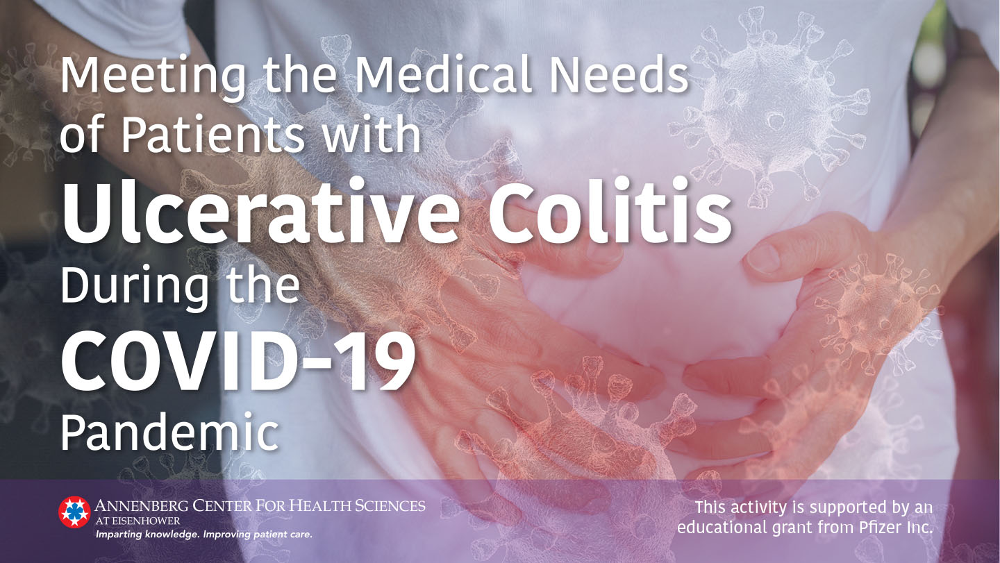 Meeting the Medical Needs
of Patients with
Ulcerative Colitis
During the
COVID-19
Pandemic
ANNENBERG CENTER FOR HEALTH SCIENCES
AT EISENHOWER
Imparting knowledge. Improving patient care.
This activity is supported by an
educational grant from Pfizer Inc.